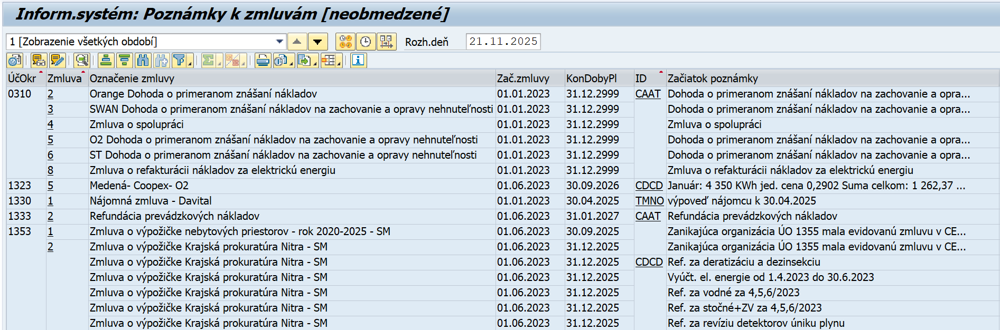 Inform.systém: Poznámky k zmluvám [neobmedzené]
1 [Zobrazenie všetkých období] Rozh.deň 21.11.2025
ÚčOkr Zmluva Označenie zmluvy Zač.zmluvy KonDobyPl ID Začiatok poznámky
0310 2 Orange Dohoda o primeranom znášaní nákladov 01.01.2023 31.12.2999 CAAT Dohoda o primeranom znášaní nákladov na zachovanie a opra...
3 SWAN Dohoda o primeranom znášaní nákladov na zachovanie a opravy nehnuteľnosti 01.01.2023 31.12.2999 Dohoda o primeranom znášaní nákladov na zachovanie a opra...
4 Zmluva o spolupráci 01.01.2023 31.12.2999 Zmluva o spolupráci
5 O2 Dohoda o primeranom znášaní nákladov na zachovanie a opravy nehnuteľnosti 01.01.2023 31.12.2999 Dohoda o primeranom znášaní nákladov na zachovanie a opra...
6 ST Dohoda o primeranom znášaní nákladov na zachovanie a opravy nehnuteľnosti 01.01.2023 31.12.2999 Dohoda o primeranom znášaní nákladov na zachovanie a opra...
8 Zmluva o refakturácii nákladov za elektrickú energiu 01.01.2023 31.12.2999 Zmluva o refakturácii nákladov za elektrickú energiu
1323 5 Medená- Coopex- O2 01.06.2023 30.09.2026 CDCD Január: 4 350 KWh jed. cena 0,2902 Suma celkom: 1 262,37 ...
1330 1 Nájomná zmluva - Davital 01.01.2023 30.04.2025 TMNO výpoveď nájomcu k 30.04.2025
1333 2 Refundácia prevádzkových nákladov 01.06.2023 31.01.2027 CAAT Refundácia prevádzkových nákladov
1353 1 Zmluva o výpožičke nebytových priestorov - rok 2020-2025 - SM 01.06.2023 30.09.2025 Zanikajúca organizácia ÚO 1355 mala evidovanú zmluvu v CE...
2 Zmluva o výpožičke Krajská prokuratúra Nitra - SM 01.06.2023 31.12.2025 Zanikajúca organizácia ÚO 1355 mala evidovanú zmluvu v CE...
Zmluva o výpožičke Krajská prokuratúra Nitra - SM 01.06.2023 31.12.2025 CDCD Ref. za deratizáciu a dezinsekciu
Zmluva o výpožičke Krajská prokuratúra Nitra - SM 01.06.2023 31.12.2025 Vyúčt. el. energie od 1.4.2023 do 30.6.2023
Zmluva o výpožičke Krajská prokuratúra Nitra - SM 01.06.2023 31.12.2025 Ref. za vodné za 4,5,6/2023
Zmluva o výpožičke Krajská prokuratúra Nitra - SM 01.06.2023 31.12.2025 Ref. za stočné+ZV za 4,5,6/2023
Zmluva o výpožičke Krajská prokuratúra Nitra - SM 01.06.2023 31.12.2025 Ref. za revíziu detektorov úniku plynu